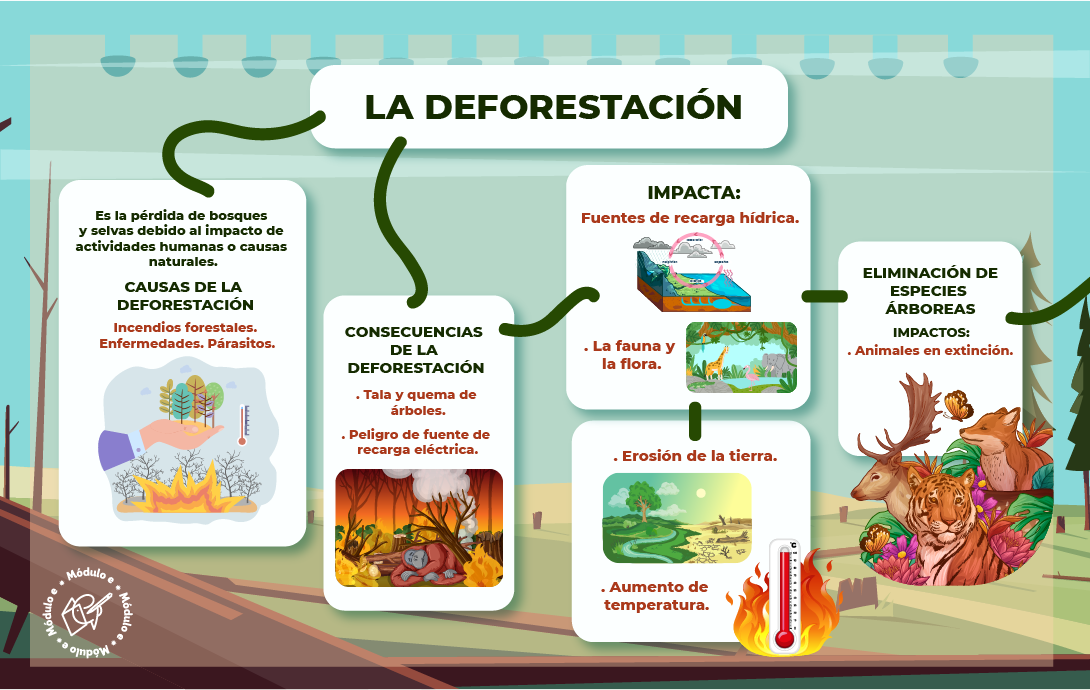 LA DEFORESTACIÓN
Es la pérdida de bosques
y selvas debido al impacto de
actividades humanas o causas
naturales.
CAUSAS DE LA
DEFORESTACIÓN
Incendios forestales.
Enfermedades. Párasitos.
CONSECUENCIAS
DE LA
DEFORESTACIÓN
. Tala y quema de
árboles.
. Peligro de fuente de
recarga eléctrica.
IMPACTA:
Fuentes de recarga hídrica.
. La fauna y
la flora.
. Erosión de la tierra.
. Aumento de
temperatura.
°C
ELIMINACIÓN DE
ESPECIES
ÁRBOREAS
IMPACTOS:
. Animales en extinción.
Módulo e • Módulo e • Módulo e • Módulo e •